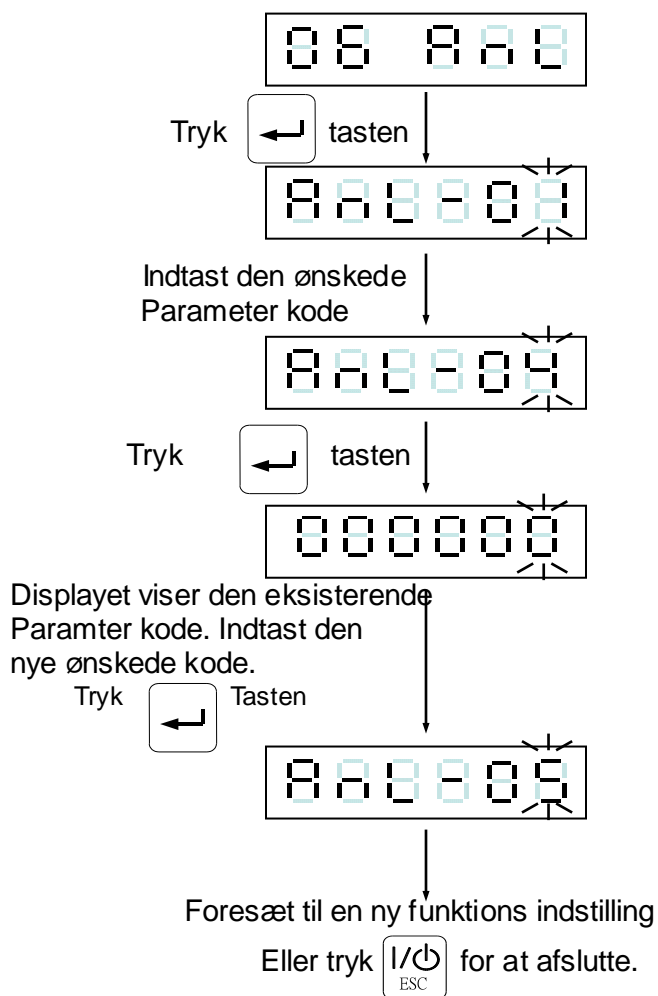 06 AnL
Tryk tasten
AnL-01
Indtast den ønskede
Parameter kode
AnL-04
Tryk tasten
000000
Displayet viser den eksisterende
Paramter kode. Indtast den
nye ønskede kode.
Tryk Tasten
AnL-05
Foresæt til en ny funktions indstilling
Eller tryk I/⏻ ESC for at afslutte.